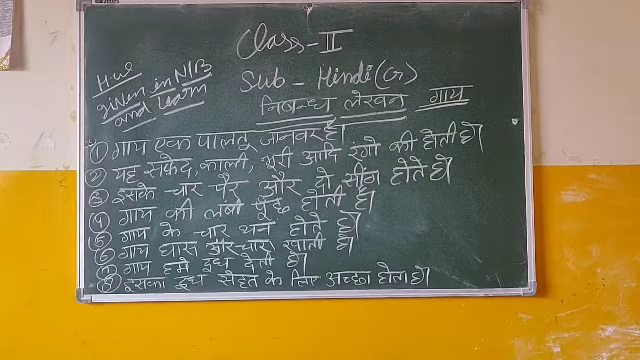 Class-II
H.W given in N/B and Learn
Sub - Hindi (G)
निबन्ध लेखन गाय
① गाय एक पालतू जानवर है।
② यह सफेद, काली, भूरी आदि रंगो की होती है।
③ इसके चार पैर और दो सींग होते है।
④ गाय की लंबी पूँछ होती है।
⑤ गाय के चार थन होते है।
⑥ गाय घास और चारा खाती है।
⑦ गाय हमे दूध देती है।
⑧ इसका दूध सेहत के लिए अच्छा होता है।